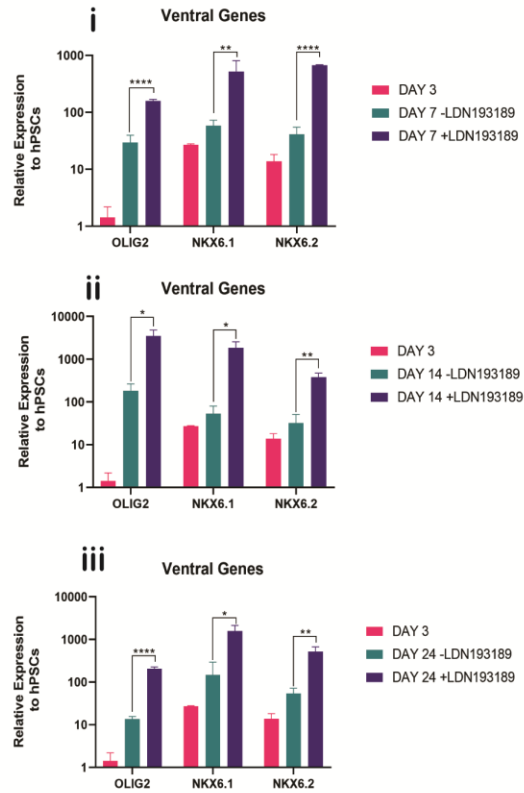 i
Ventral Genes
Relative Expression
to hPSCs
1000
100
10
1
****
**
****
OLIG2
NKX6.1
NKX6.2
DAY 3
DAY 7 -LDN193189
DAY 7 +LDN193189
ii
Ventral Genes
Relative Expression
to hPSCs
10000
1000
100
10
1
*
*
**
OLIG2
NKX6.1
NKX6.2
DAY 3
DAY 14 -LDN193189
DAY 14 +LDN193189
iii
Ventral Genes
Relative Expression
to hPSCs
10000
1000
100
10
1
****
*
**
OLIG2
NKX6.1
NKX6.2
DAY 3
DAY 24 -LDN193189
DAY 24 +LDN193189